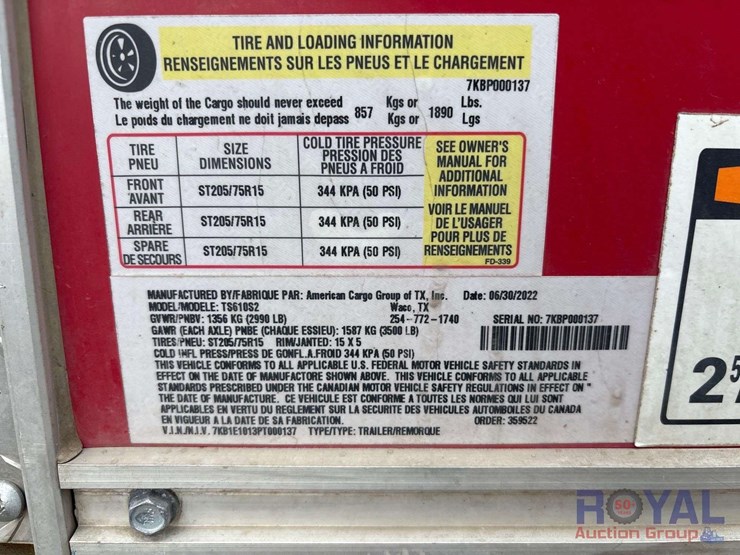 TIRE AND LOADING INFORMATION
RENSEIGNEMENTS SUR LES PNEUS ET LE CHARGEMENT
7KBP000137
The weight of the Cargo should never exceed 857 Kgs or 1890 Lbs.
Le poids du chargement ne doit jamais depass Kgs or Lgs
TIRE SIZE COLD TIRE PRESSURE SEE OWNER'S
PNEU DIMENSIONS PRESSION DES MANUAL FOR
PNEUS A FROID ADDITIONAL
FRONT ST205/75R15 344 KPA (50 PSI) INFORMATION
AVANT
REAR ST205/75R15 344 KPA (50 PSI) VOIR LE MANUEL
ARRIÈRE DE L'USAGER
SPARE ST205/75R15 344 KPA (50 PSI) POUR PLUS DE
DE SECOURS RENSEIGNEMENTS
FD-339
MANUFACTURED BY/FABRIQUE PAR: American Cargo Group of TX, Inc. Date: 06/30/2022
MODEL/MODELE: TS610S2 Waco, TX
GVWR/PNBV: 1356 KG (2990 LB) 254-772-1740 SERIAL NO: 7KBP000137
GAWR (EACH AXLE) PNBE (CHAQUE ESSIEU): 1587 KG (3500 LB)
TIRES/PNEU: ST205/75R15 RIM/JANTED: 15 X 5
COLD INFL PRESS/PRESS DE GONFL.A.FROID 344 KPA (50 PSI)
THIS VEHICLE CONFORMS TO ALL APPLICABLE U.S. FEDERAL MOTOR VEHICLE SAFETY STANDARDS IN
EFFECT ON THE DATE OF MANUFACTURE SHOWN ABOVE. THIS VEHICLE CONFORMS TO ALL APPLICABLE
STANDARDS PRESCRIBED UNDER THE CANADIAN MOTOR VEHICLE SAFETY REGULATIONS IN EFFECT ON "
THE DATE OF MANUFACTURE. CE VEHICULE EST CONFORME A TOUTES LES NORMES QUI LUI SONT
APPLICABLES EN VERTU DU REGLEMENT SUR LA SECURITE DES VEHICULES AUTOMBOILES DU CANADA
EN VIGUEUR A LA DATE DE SA FABRICATION. ORDER: 359522
V.I.N./N.I.V. 7KB1E1013PT000137 TYPE/TYPE: TRAILER/REMORQUE
2
50
ROYAL
Auction Group